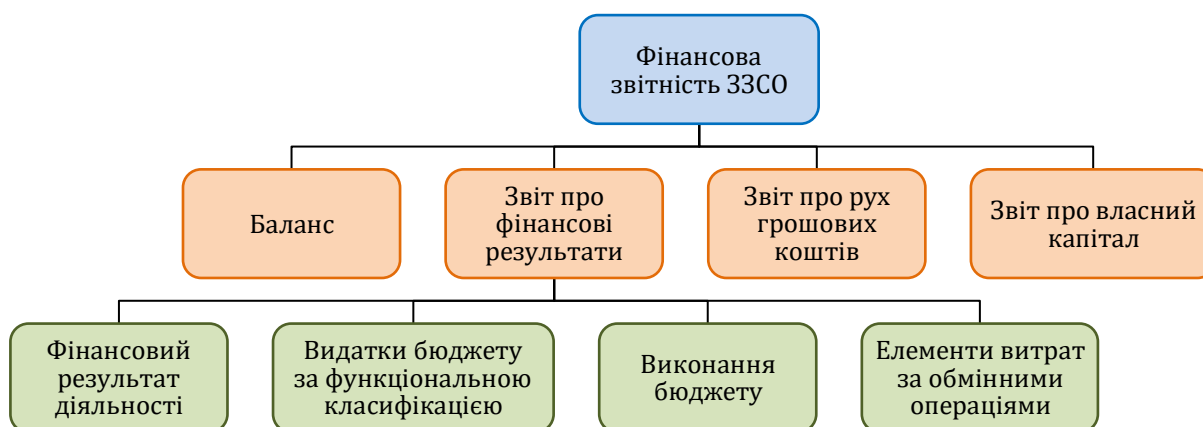 Фінансова
звітність ЗЗСО
Баланс
Звіт про
фінансові
результати
Звіт про рух
грошових
коштів
Звіт про власний
капітал
Фінансовий
результат
діяльності
Видатки бюджету
за функціональною
класифікацією
Виконання
бюджету
Елементи витрат
за обмінними
операціями